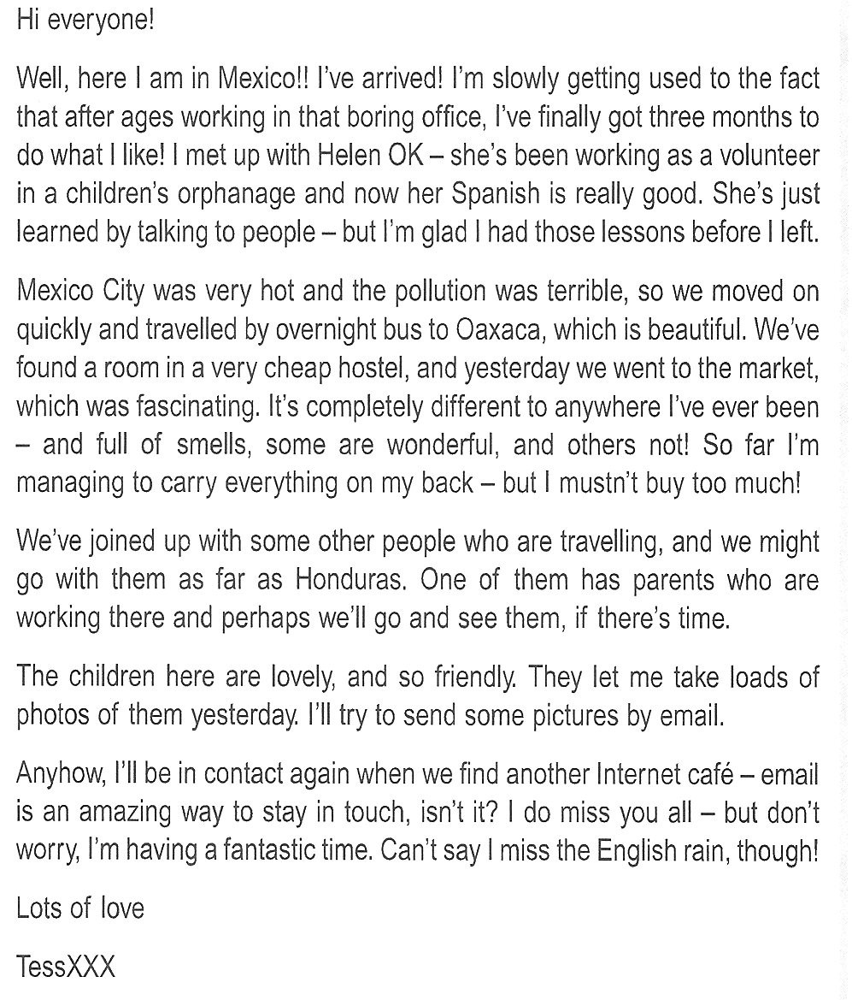 Hi everyone!
Well, here I am in Mexico!! I've arrived! I'm slowly getting used to the fact
that after ages working in that boring office, I've finally got three months to
do what I like! I met up with Helen OK – she's been working as a volunteer
in a children's orphanage and now her Spanish is really good. She's just
learned by talking to people – but I'm glad I had those lessons before I left.
Mexico City was very hot and the pollution was terrible, so we moved on
quickly and travelled by overnight bus to Oaxaca, which is beautiful. We've
found a room in a very cheap hostel, and yesterday we went to the market,
which was fascinating. It's completely different to anywhere I've ever been
– and full of smells, some are wonderful, and others not! So far I'm
managing to carry everything on my back – but I mustn't buy too much!
We've joined up with some other people who are travelling, and we might
go with them as far as Honduras. One of them has parents who are
working there and perhaps we'll go and see them, if there's time.
The children here are lovely, and so friendly. They let me take loads of
photos of them yesterday. I'll try to send some pictures by email.
Anyhow, I'll be in contact again when we find another Internet café – email
is an amazing way to stay in touch, isn't it? I do miss you all – but don't
worry, I'm having a fantastic time. Can't say I miss the English rain, though!
Lots of love
TessXXX